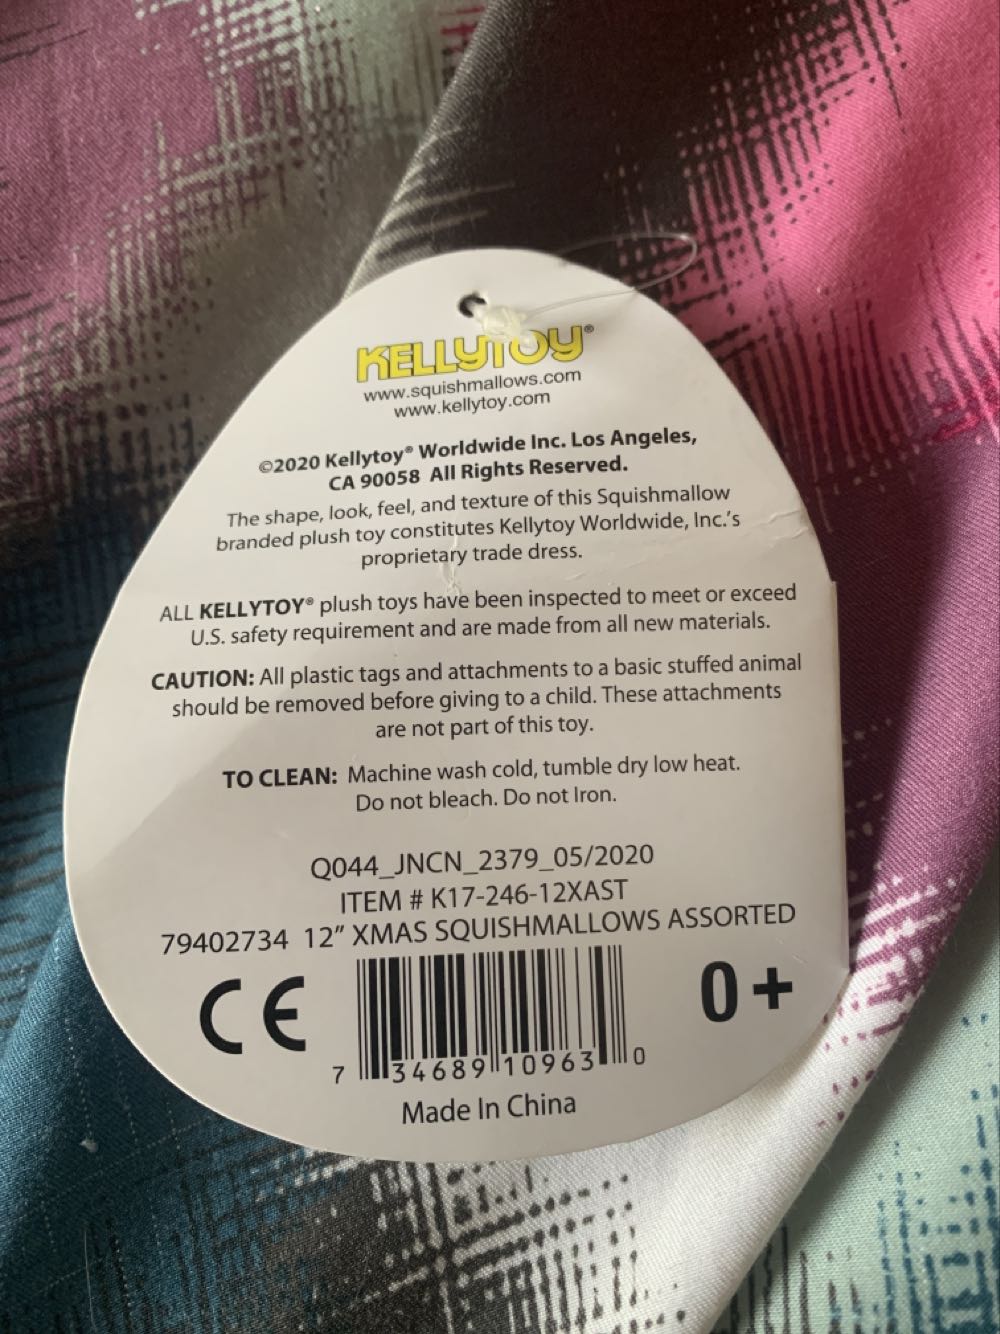 KELLYTOY®
www.squishmallows.com
www.kellytoy.com
©2020 Kellytoy® Worldwide Inc. Los Angeles,
CA 90058 All Rights Reserved.
The shape, look, feel, and texture of this Squishmallow
branded plush toy constitutes Kellytoy Worldwide, Inc.'s
proprietary trade dress.
ALL KELLYTOY® plush toys have been inspected to meet or exceed
U.S. safety requirement and are made from all new materials.
CAUTION: All plastic tags and attachments to a basic stuffed animal
should be removed before giving to a child. These attachments
are not part of this toy.
TO CLEAN: Machine wash cold, tumble dry low heat.
Do not bleach. Do not Iron.
Q044_JNCN_2379_05/2020
ITEM # K17-246-12XAST
79402734 12” XMAS SQUISHMALLOWS ASSORTED
CE 0+
7 34689 10963 0
Made In China